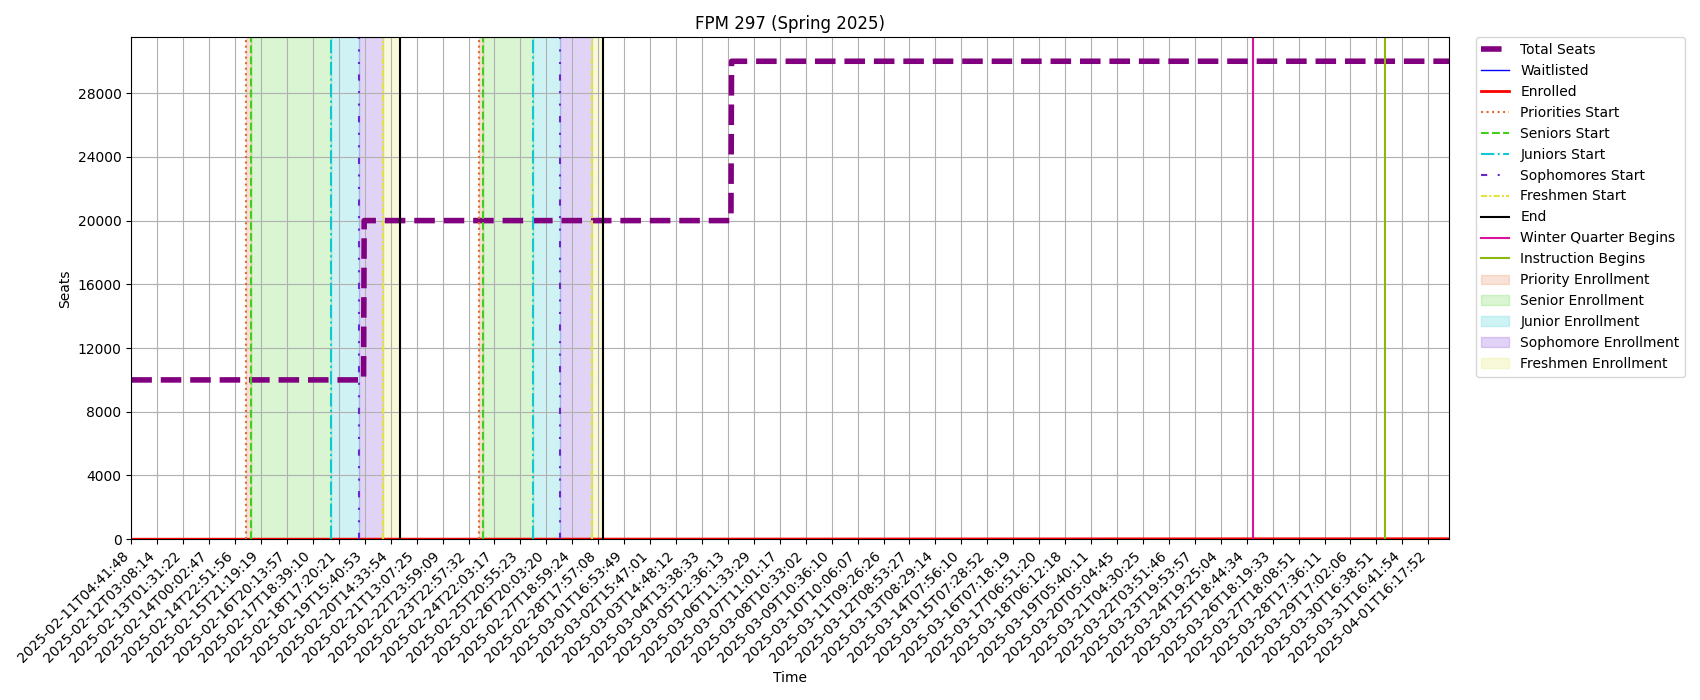 FPM 297 (Spring 2025)
Seats
28000
24000
20000
16000
12000
8000
4000
0
2025-02-11T04:41:48
2025-02-12T03:08:14
2025-02-13T01:31:22
2025-02-14T00:02:47
2025-02-14T22:51:56
2025-02-15T21:19:19
2025-02-16T20:13:57
2025-02-17T18:39:10
2025-02-18T17:20:21
2025-02-19T15:40:53
2025-02-20T14:33:54
2025-02-21T13:07:25
2025-02-22T23:59:09
2025-02-23T22:57:32
2025-02-24T22:03:17
2025-02-25T20:55:23
2025-02-26T20:03:20
2025-02-27T18:59:24
2025-02-28T17:57:08
2025-03-01T16:53:49
2025-03-02T15:47:01
2025-03-03T14:48:12
2025-03-04T13:38:33
2025-03-05T12:36:13
2025-03-07T11:33:29
2025-03-08T11:01:17
2025-03-08T10:33:02
2025-03-09T10:36:10
2025-03-10T10:06:07
2025-03-11T09:26:26
2025-03-12T08:53:27
2025-03-13T08:29:14
2025-03-14T07:56:10
2025-03-15T07:28:52
2025-03-16T07:18:19
2025-03-17T06:51:20
2025-03-18T06:12:18
2025-03-19T05:40:11
2025-03-20T05:04:45
2025-03-21T04:30:25
2025-03-22T03:51:46
2025-03-23T19:53:57
2025-03-24T19:25:04
2025-03-25T18:44:34
2025-03-26T18:19:33
2025-03-27T18:08:51
2025-03-28T17:36:11
2025-03-29T17:02:06
2025-03-30T16:38:51
2025-03-31T16:41:54
2025-04-01T16:17:52
Time
Total Seats
Waitlisted
Enrolled
Priorities Start
Seniors Start
Juniors Start
Sophomores Start
Freshmen Start
End
Winter Quarter Begins
Instruction Begins
Priority Enrollment
Senior Enrollment
Junior Enrollment
Sophomore Enrollment
Freshmen Enrollment